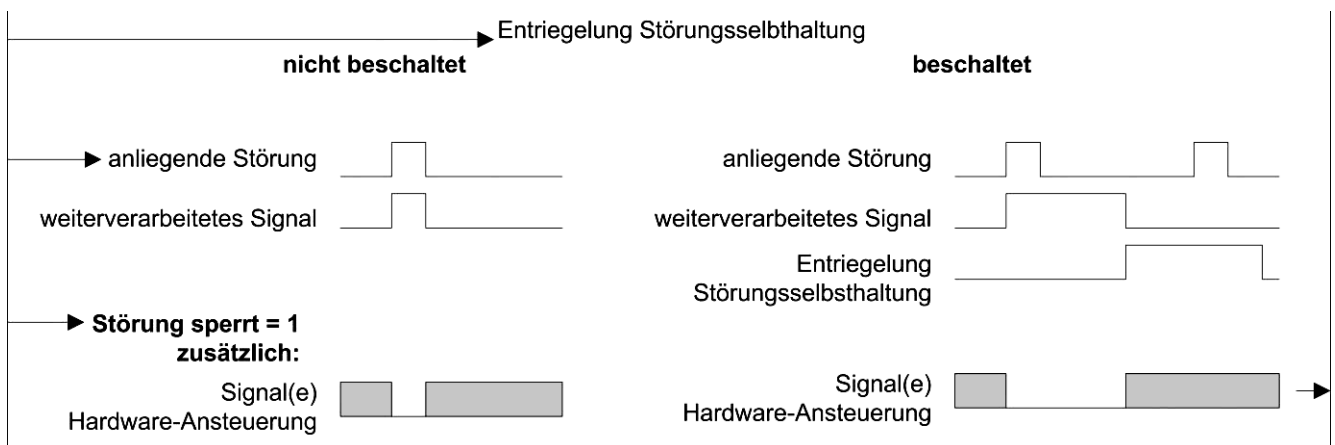 Entriegelung Störungsselbthaltung
nicht beschaltet
beschaltet
anliegende Störung
weiterverarbeitetes Signal
anliegende Störung
weiterverarbeitetes Signal
Entriegelung
Störungsselbsthaltung
Störung sperrt = 1
zusätzlich:
Signal(e)
Hardware-Ansteuerung
Signal(e)
Hardware-Ansteuerung